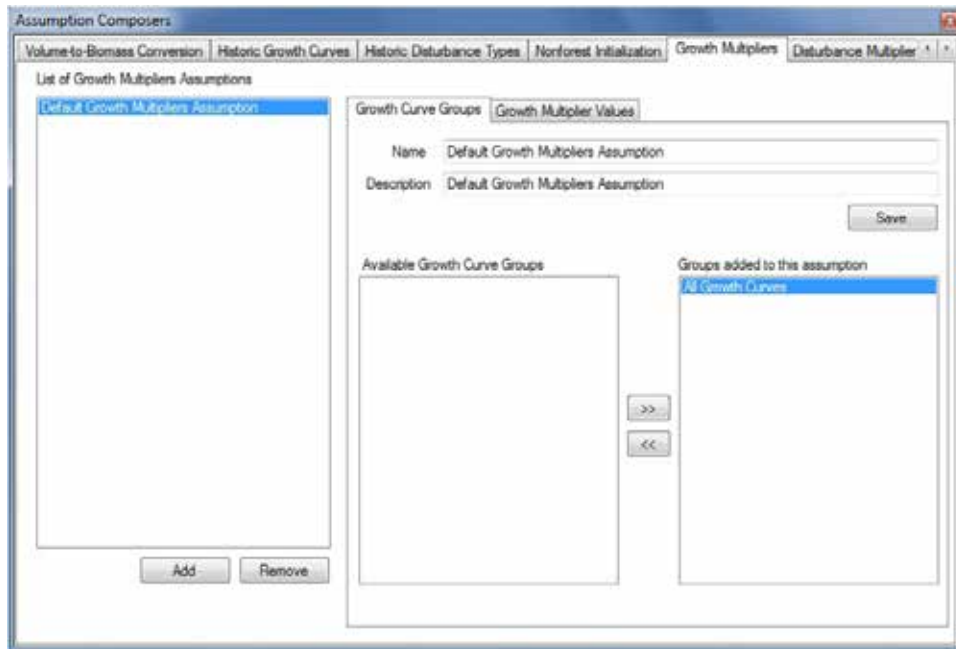 Assumption Composers
Volume-to-Biomass Conversion Historic Growth Curves Historic Disturbance Types Nonforest Initialization Growth Multipliers Disturbance Multiplier
List of Growth Multipliers Assumptions
Default Growth Multipliers Assumption
Growth Curve Groups Growth Multiplier Values
Name Default Growth Multipliers Assumption
Description Default Growth Multipliers Assumption
Save
Available Growth Curve Groups Groups added to this assumption
All Growth Curves
>>
<<
Add Remove